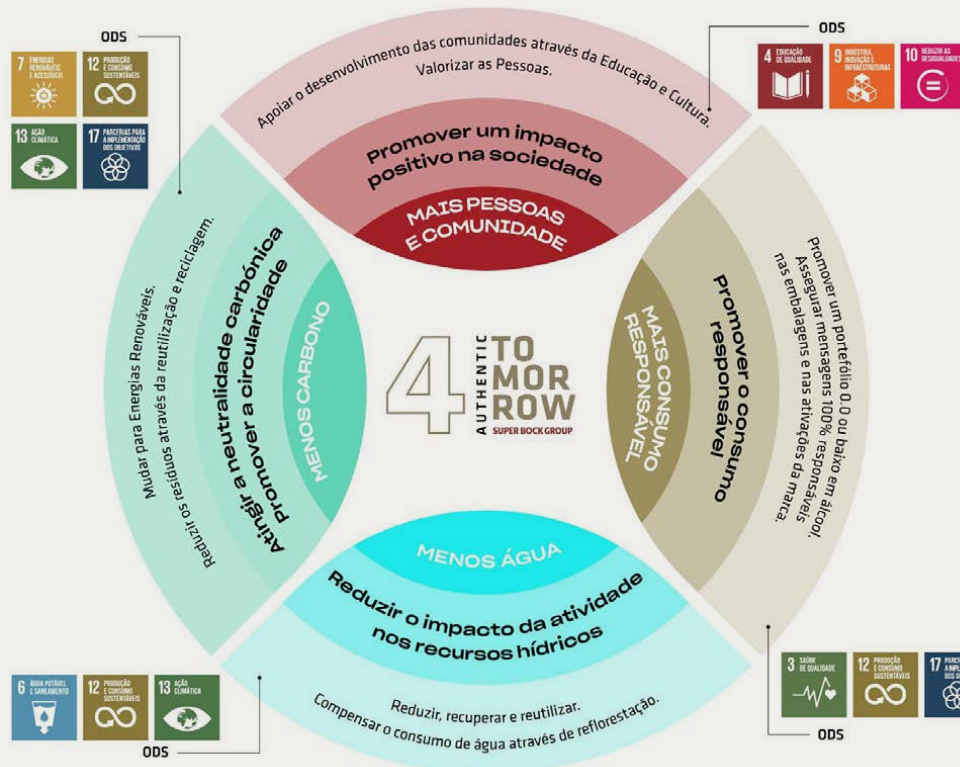 ODS
7 ENERGIAS
RENOVÁVEIS
E ACESSÍVEIS
12 PRODUÇÃO
E CONSUMO
SUSTENTÁVEIS
13 AÇÃO
CLIMÁTICA
17 PARCERIAS PARA
A IMPLEMENTAÇÃO
DOS OBJETIVOS
Apoiar o desenvolvimento das comunidades através da Educação e Cultura.
Valorizar as Pessoas.
Promover um impacto
positivo na sociedade
MAIS PESSOAS
E COMUNIDADE
ODS
4 EDUCAÇÃO
DE QUALIDADE
9 INDÚSTRIA,
INOVAÇÃO E
INFRAESTRUTURAS
10 REDUZIR AS
DESIGUALDADES
Mudar para Energias Renováveis.
Reduzir os resíduos através da reutilização e reciclagem.
Atingir a neutralidade carbónica
promover a circularidade
MENOS CARBONO
4
AUTHENTIC
TO
MOR
ROW
SUPER BOCK GROUP
MAIS CONSUMO
RESPONSÁVEL
Promover o consumo
responsável
Promover um portefólio 0.0 ou baixo em álcool.
Assegurar mensagens 100% responsáveis
nas embalagens e nas ativações da marca.
MENOS ÁGUA
Reduzir o impacto da atividade
nos recursos hídricos
Reduzir, recuperar e reutilizar.
Compensar o consumo de água através de reflorestação.
6 ÁGUA POTÁVEL
E SANEAMENTO
12 PRODUÇÃO
E CONSUMO
SUSTENTÁVEIS
13 AÇÃO
CLIMÁTICA
ODS
3 SAÚDE
DE QUALIDADE
12 PRODUÇÃO
E CONSUMO
SUSTENTÁVEIS
17
ODS